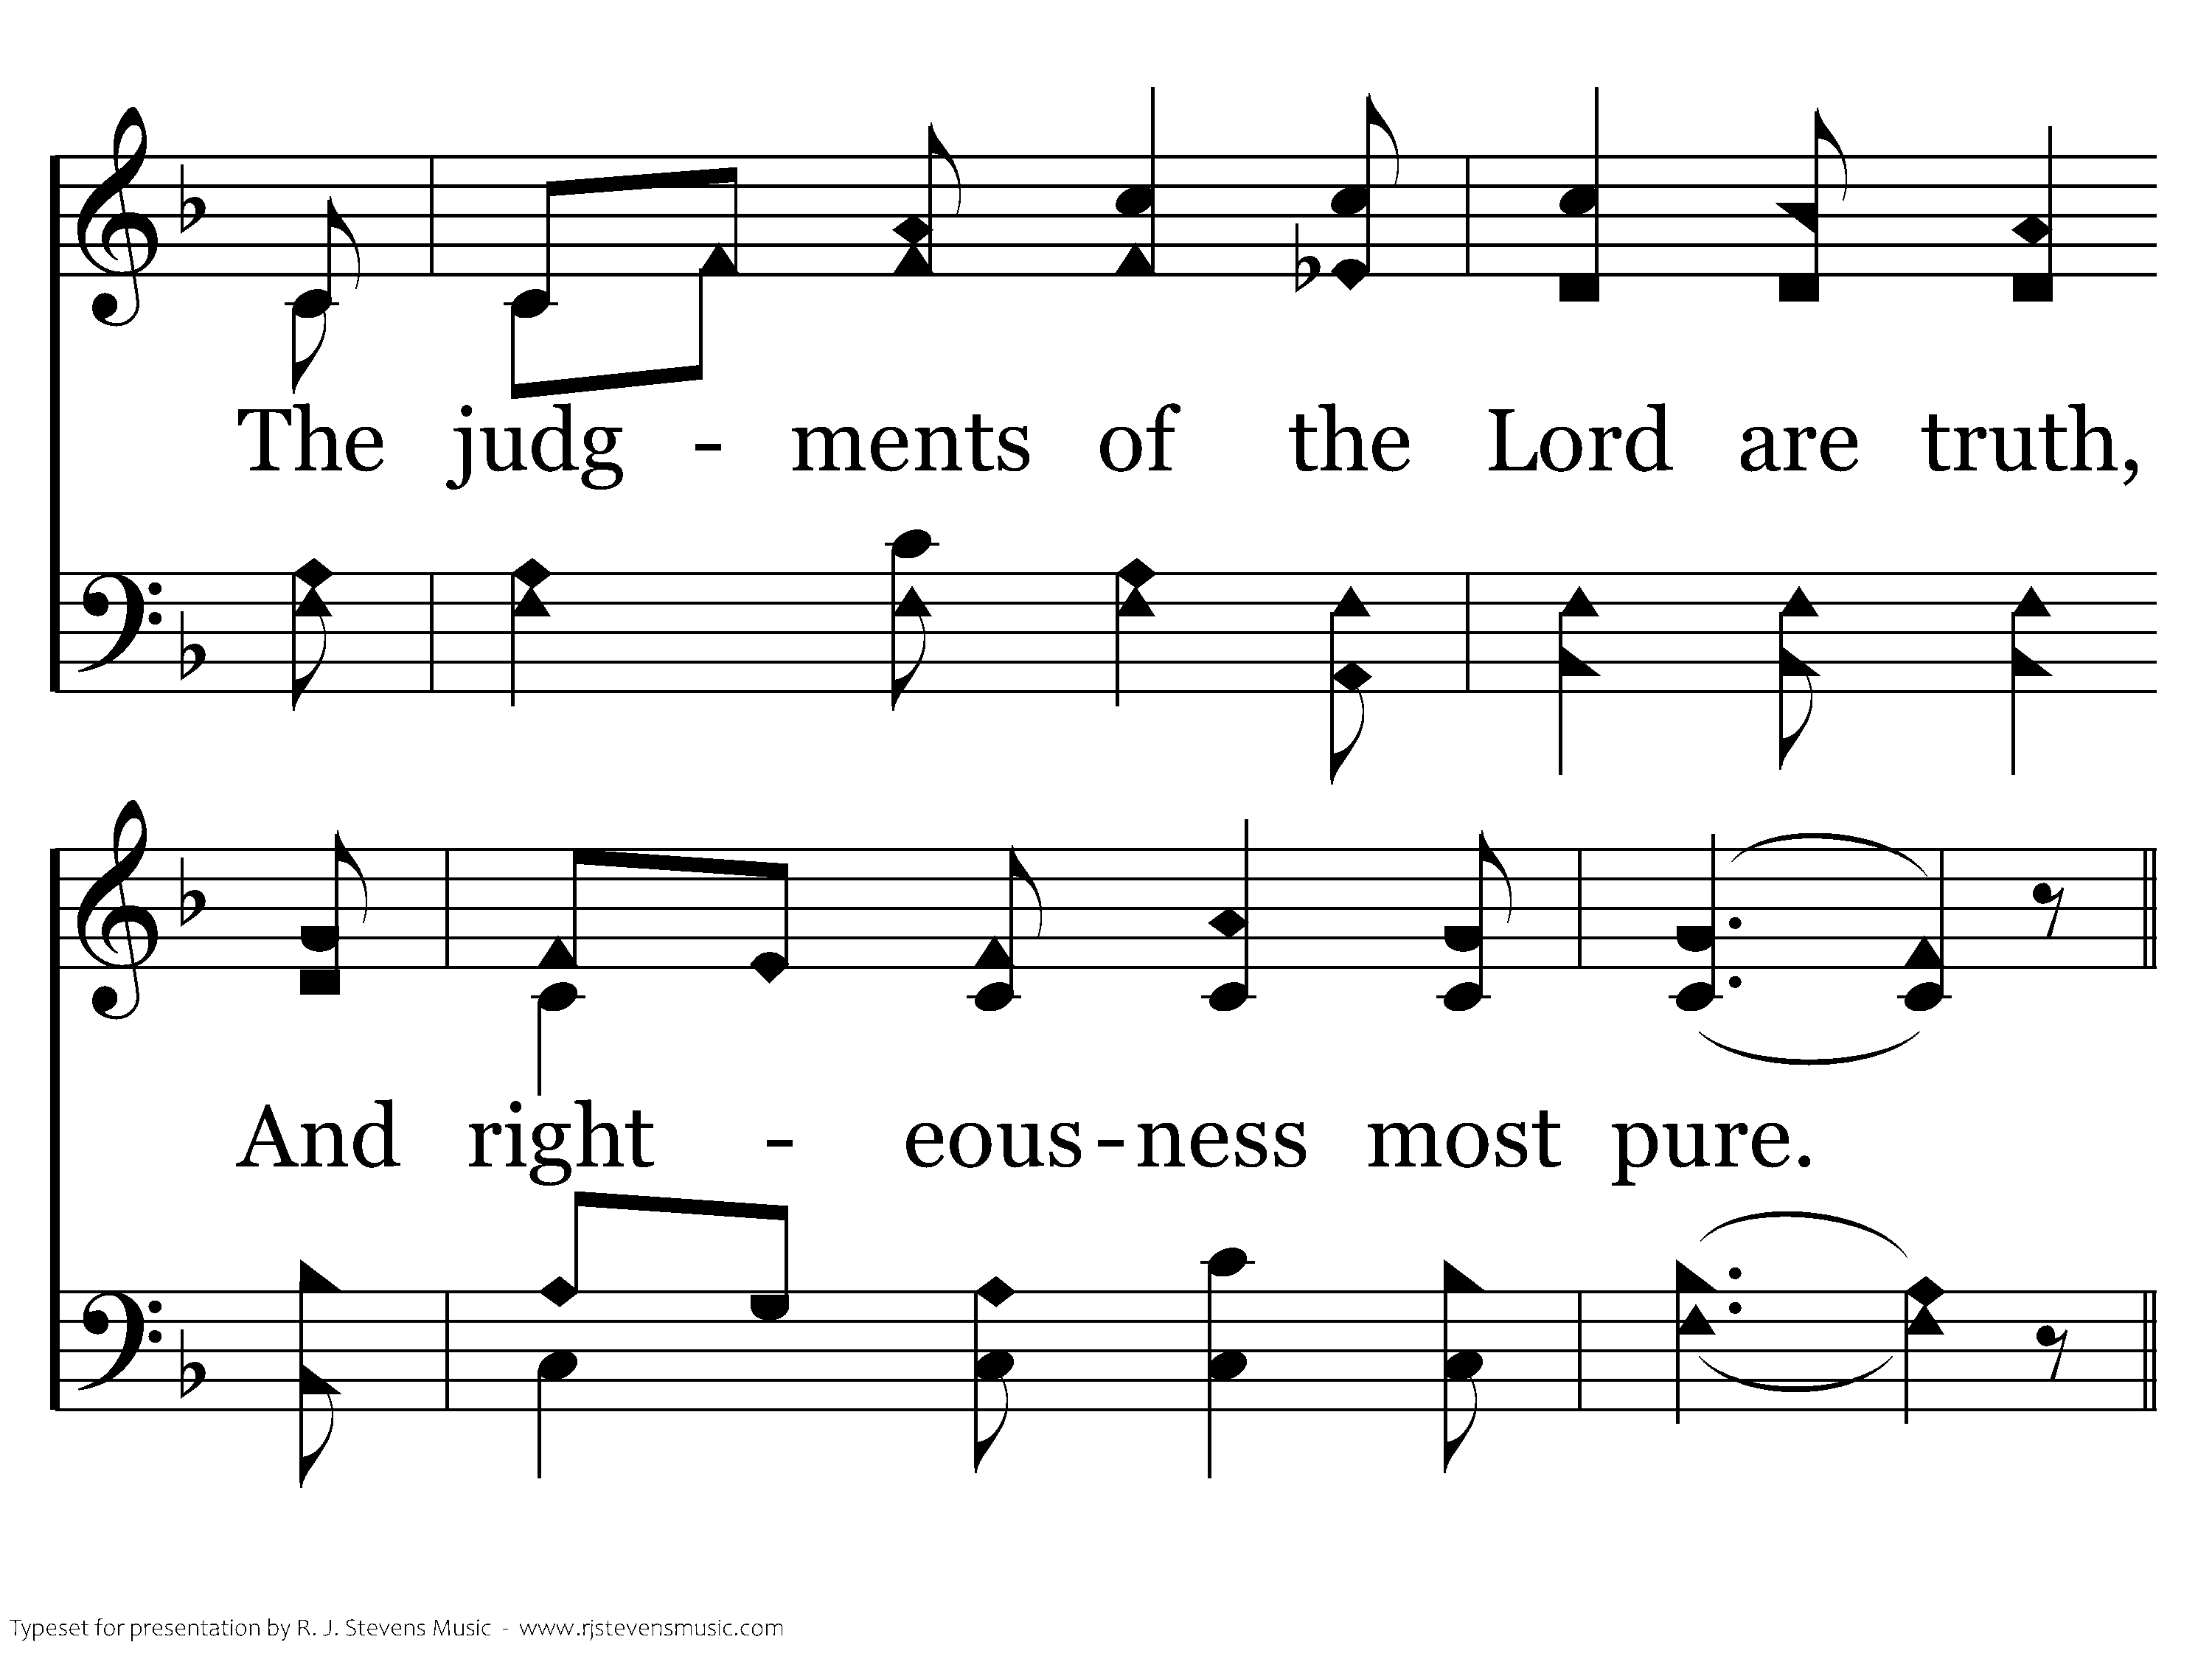 The judg - ments of the Lord are truth,
And right - eous - ness most pure.
Typeset for presentation by R. J. Stevens Music - www.rjstevensmusic.com